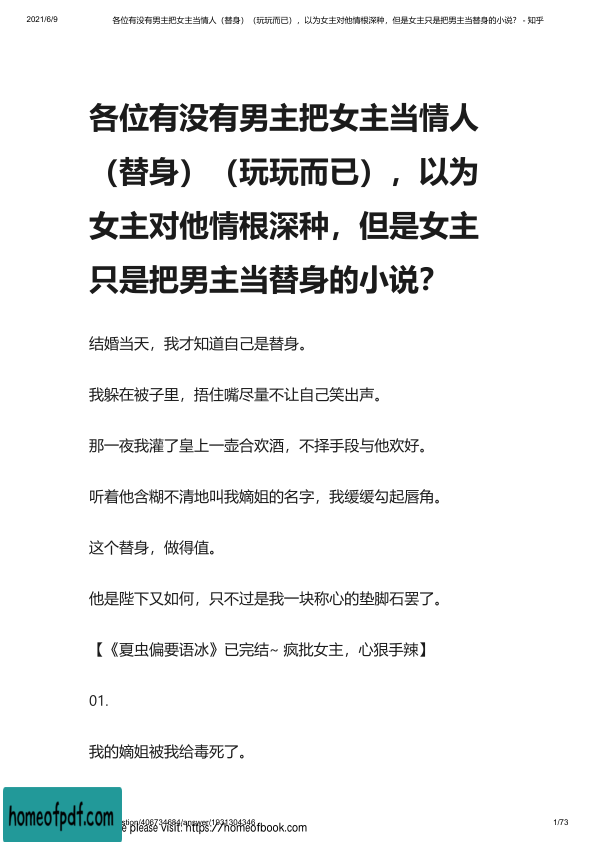 2021/6/9 各位有没有男主把女主当情人（替身）（玩玩而已），以为女主对他情根深种，但是女主只是把男主当替身的小说？ - 知乎
各位有没有男主把女主当情人
（替身）（玩玩而已），以为
女主对他情根深种，但是女主
只是把男主当替身的小说？
结婚当天，我才知道自己是替身。
我躲在被子里，捂住嘴尽量不让自己笑出声。
那一夜我灌了皇上一壶合欢酒，不择手段与他欢好。
听着他含糊不清地叫我嫡姐的名字，我缓缓勾起唇角。
这个替身，做得值。
他是陛下又如何，只不过是我一块称心的垫脚石罢了。
【《夏虫偏要语冰》已完结~ 疯批女主，心狠手辣】
01.
我的嫡姐被我给毒死了。
homeofpdf.com
stion/406734684/answer/1931304346 1/73
please visit: https://homeofbook.com